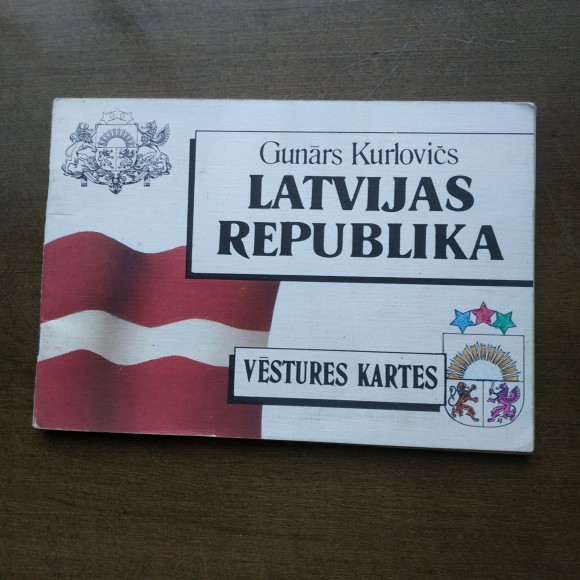 Gunārs Kurlovičs
LATVIJAS
REPUBLIKA
VĒSTURES KARTES